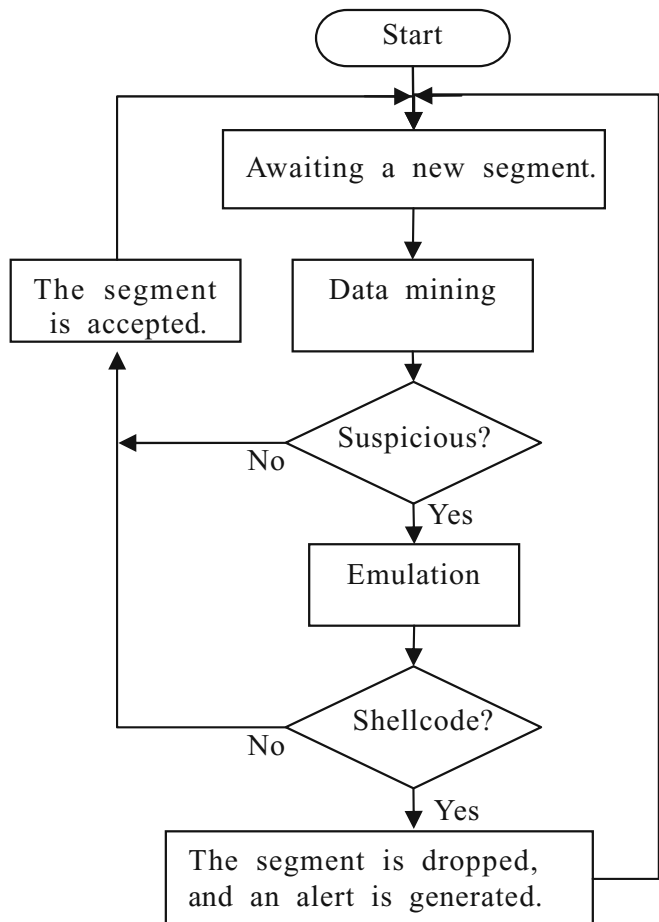 Start
Awaiting a new segment.
The segment
is accepted.
Data mining
Suspicious?
No
Yes
Emulation
Shellcode?
No
Yes
The segment is dropped,
and an alert is generated.